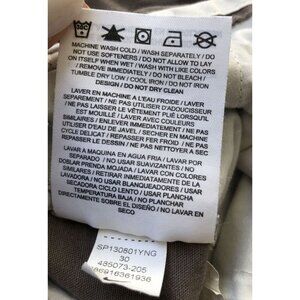 MACHINE WASH COLD / WASH SEPARATELY / DO
NOT USE SOFTENERS / DO NOT ALLOW TO LAY
ON ITSELF WHEN WET / WASH WITH LIKE COLORS
/ REMOVE IMMEDIATELY / DO NOT BLEACH /
TUMBLE DRY LOW / COOL IRON / DO NOT IRON
DESIGN / DO NOT DRY CLEAN
LAVER EN MACHINE A L'EAU FROIDE / LAVER
SEPAREMENT / NE PAS UTILISER D'ADOUCISSEUR
/ NE PAS LAISSER LE VÊTEMENT PLIÉ LORSQU'IL
EST MOUILLÉ / LAVER AVEC COULEURS
SIMILAIRES / ENLEVER IMMÉDIATEMENT / NE PAS
UTILISER D'EAU DE JAVEL / SECHER EN MACHINE
CYCLE DELICAT / REPASSER FER FROID / NE PAS
REPASSER LE DESSIN / NE PAS NETTOYER A SEC
LAVAR A MAQUINA EN AGUA FRIA / LAVAR POR
SEPARADO / NO USAR SUAVIZANTES / NO
DOBLAR PRENDA MOJADA / LAVAR CON COLORES
SIMILARES / RETIRAR IMMEDIATAMENTE DE LA
LAVADORA / NO USAR BLANQUEADORES / USAR
SECADORA CICLO LENTO / USAR PLANCHA
TEMPERATURA BAJA / NO PLANCHAR
DIRECTAMENTE SOBRE EL DISEÑO / NO LAVAR EN
SECO
SP130801YNG
30
485073-205